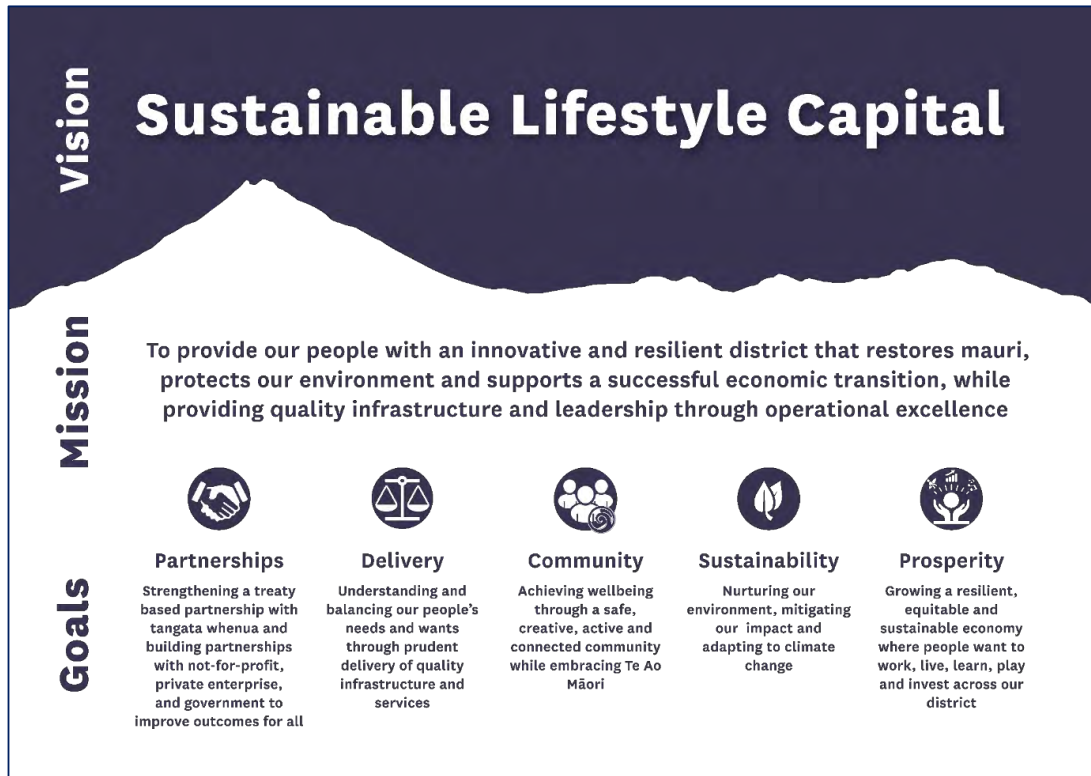 Vision
Sustainable Lifestyle Capital
Mission
To provide our people with an innovative and resilient district that restores mauri,
protects our environment and supports a successful economic transition, while
providing quality infrastructure and leadership through operational excellence
Goals
Partnerships
Strengthening a treaty
based partnership with
tangata whenua and
building partnerships
with not-for-profit,
private enterprise,
and government to
improve outcomes for all
Delivery
Understanding and
balancing our people's
needs and wants
through prudent
delivery of quality
infrastructure and
services
Community
Achieving wellbeing
through a safe,
creative, active and
connected community
while embracing Te Ao
Māori
Sustainability
Nurturing our
environment, mitigating
our impact and
adapting to climate
change
Prosperity
Growing a resilient,
equitable and
sustainable economy
where people want to
work, live, learn, play
and invest across our
district